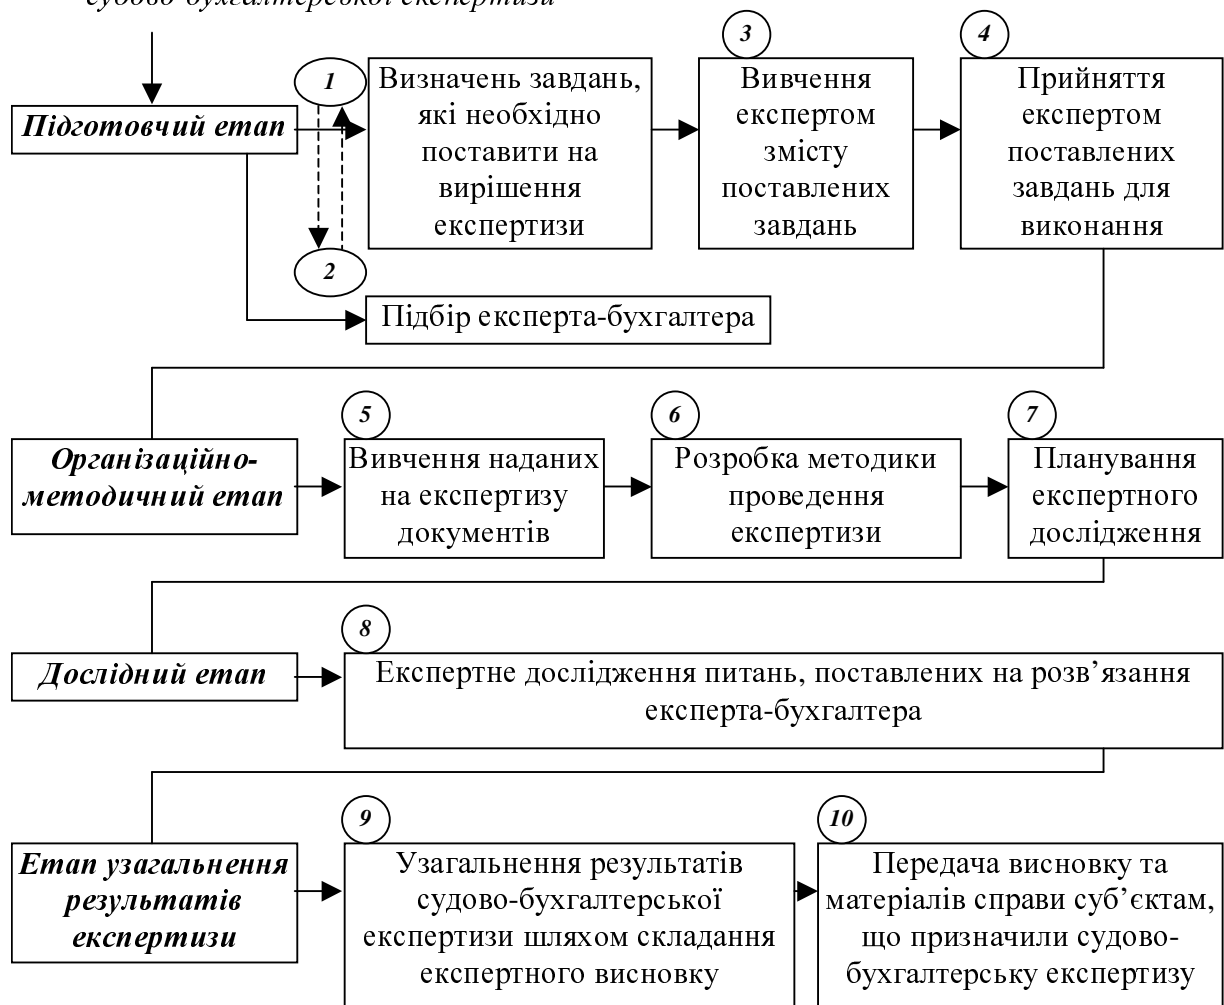 судово-бухгалтерської експертизи
3
4
1
Визначень завдань,
які необхідно
поставити на
вирішення
експертизи
Вивчення
експертом
змісту
поставлених
завдань
Прийняття
експертом
поставлених
завдань для
виконання
Підготовчий етап
2
Підбір експерта-бухгалтера
5
6
7
Організаційно-
методичний етап
Вивчення наданих
на експертизу
документів
Розробка методики
проведення
експертизи
Планування
експертного
дослідження
8
Дослідний етап
Експертне дослідження питань, поставлених на розв’язання
експерта-бухгалтера
9
10
Етап узагальнення
результатів
експертизи
Узагальнення результатів
судово-бухгалтерської
експертизи шляхом складання
експертного висновку
Передача висновку та
матеріалів справи суб’єктам,
що призначили судово-
бухгалтерську експертизу